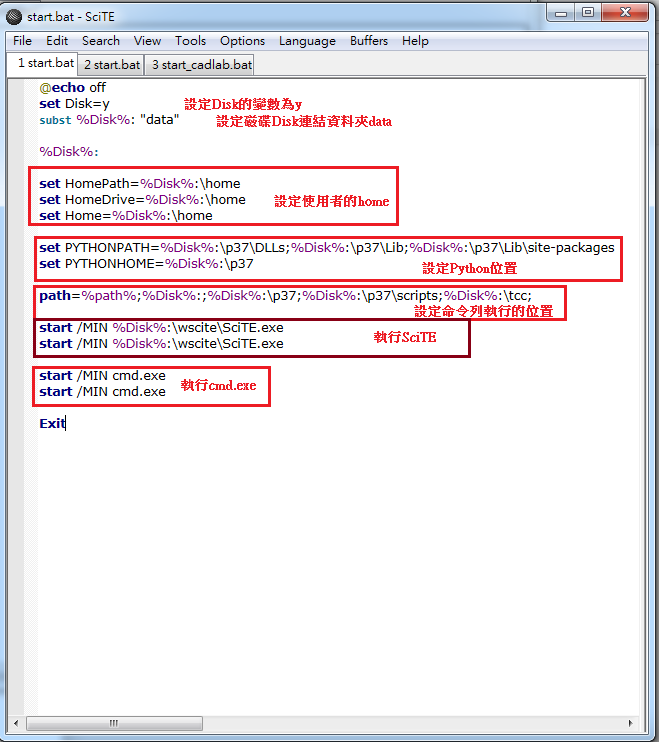 start.bat - SciTE
File Edit Search View Tools Options Language Buffers Help
1 start.bat 2 start.bat 3 start_cadlab.bat
@echo off
set Disk=y 設定Disk的變數為y
subst %Disk%: "data" 設定磁碟Disk連結資料夾data
%Disk%:
set HomePath=%Disk%:\home
set HomeDrive=%Disk%:\home 設定使用者的home
set Home=%Disk%:\home
set PYTHONPATH=%Disk%:\p37\DLLs;%Disk%:\p37\Lib;%Disk%:\p37\Lib\site-packages
set PYTHONHOME=%Disk%:\p37 設定Python位置
path=%path%;%Disk%:;%Disk%:\p37;%Disk%:\p37\scripts;%Disk%:\tcc;
設定命令列執行的位置
start /MIN %Disk%:\wscite\SciTE.exe
start /MIN %Disk%:\wscite\SciTE.exe 執行SciTE
start /MIN cmd.exe
start /MIN cmd.exe 執行cmd.exe
Exit